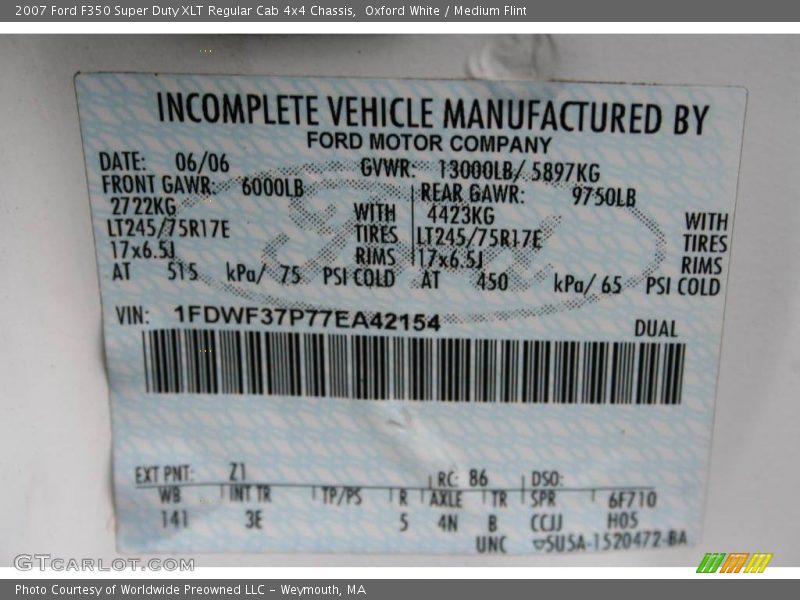 2007 Ford F350 Super Duty XLT Regular Cab 4x4 Chassis,  Oxford White / Medium Flint
INCOMPLETE VEHICLE MANUFACTURED BY
FORD MOTOR COMPANY
DATE: 06/06 GVWR: 13000LB/ 5897KG
FRONT GAWR: 6000LB REAR GAWR: 9750LB
2722KG WITH 4423KG WITH
LT245/75R17E TIRES LT245/75R17E TIRES
17x6.5J RIMS 17x6.5J RIMS
AT 515 kPa/ 75 PSI COLD AT 450 kPa/ 65 PSI COLD
VIN: 1FDWF37P77EA42154
DUAL
EXT PNT: Z1 RC: 86 DSO:
WB INT TR TP/PS R AXLE TR SPR 6F710
141 3E 5 4N B CCJJ H05
UNC 5U5A-1520472-BA
GTcarlot.com
Photo Courtesy of Worldwide Preowned LLC - Weymouth, MA